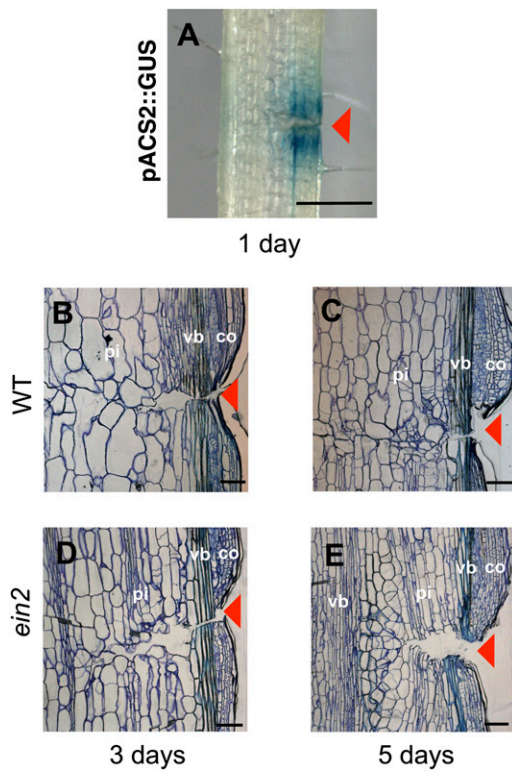 pACS2::GUS
A
1 day
WT
B
pi
vb
co
C
pi
vb
co
ein2
D
pi
vb
co
E
vb
pi
vb
co
3 days
5 days